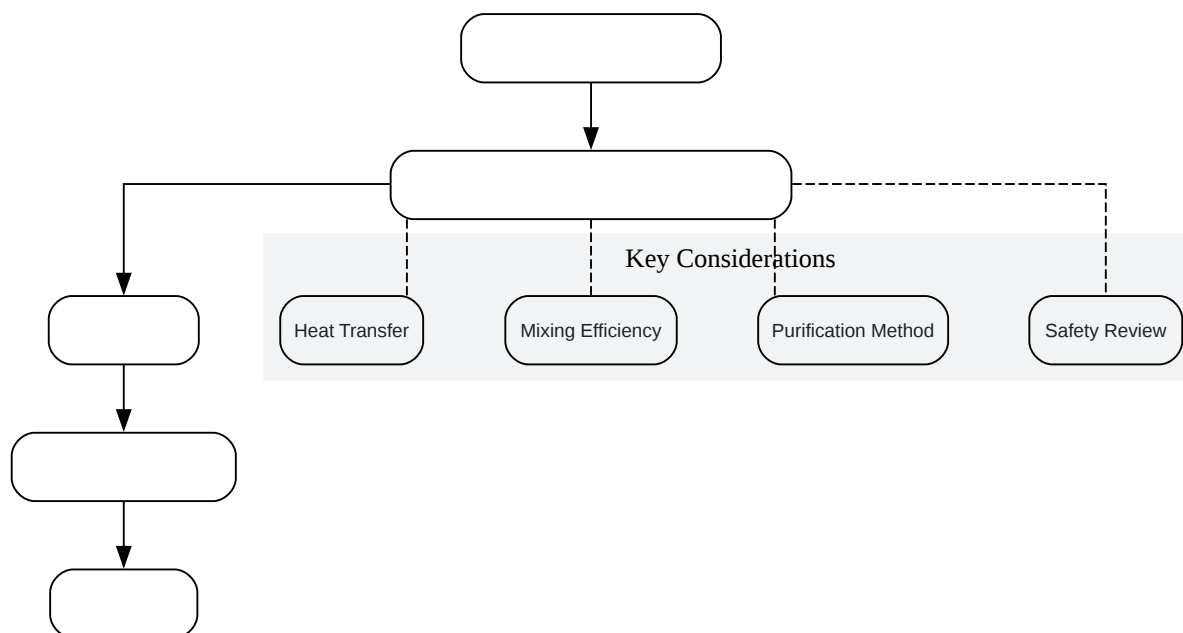 Key Considerations
Heat Transfer
Mixing Efficiency
Purification Method
Safety Review